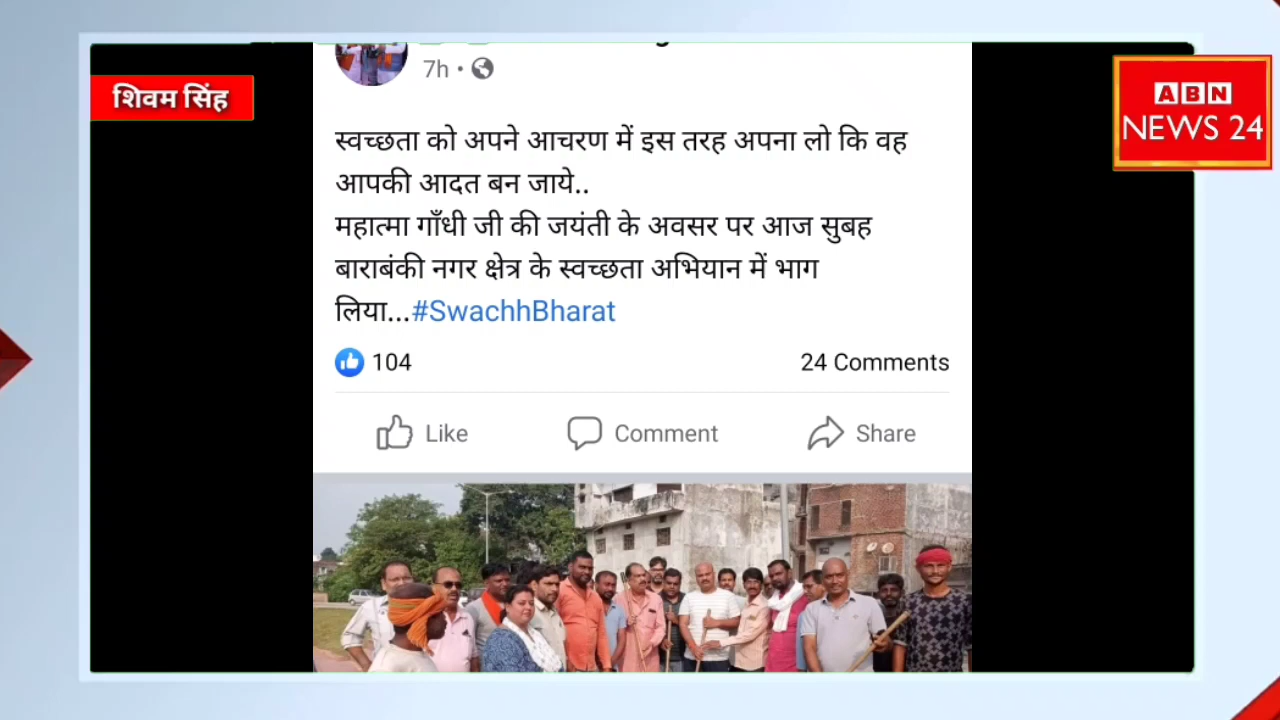 शिवम सिंह
ABN
NEWS 24
7h
स्वच्छता को अपने आचरण में इस तरह अपना लो कि वह
आपकी आदत बन जाये..
महात्मा गाँधी जी की जयंती के अवसर पर आज सुबह
बाराबंकी नगर क्षेत्र के स्वच्छता अभियान में भाग
लिया...#SwachhBharat
104 24 Comments
Like Comment Share